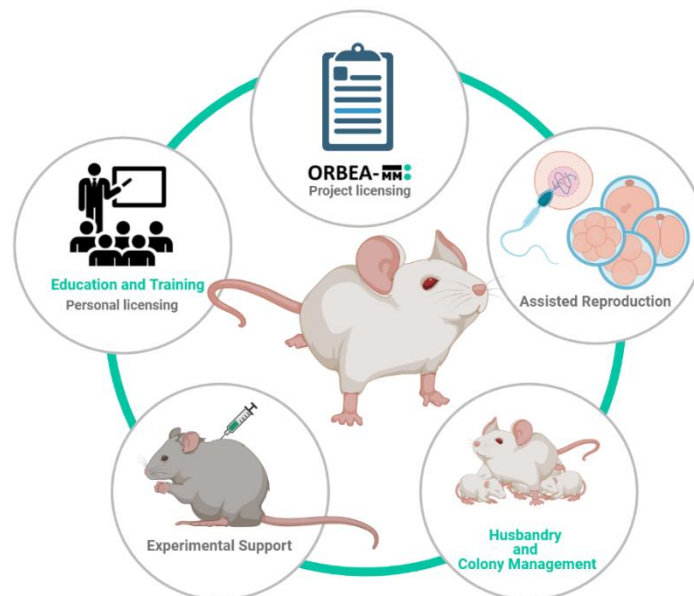 ORBEA-MM
Project licensing
Education and Training
Personal licensing
Assisted Reproduction
Experimental Support
Husbandry
and
Colony Management